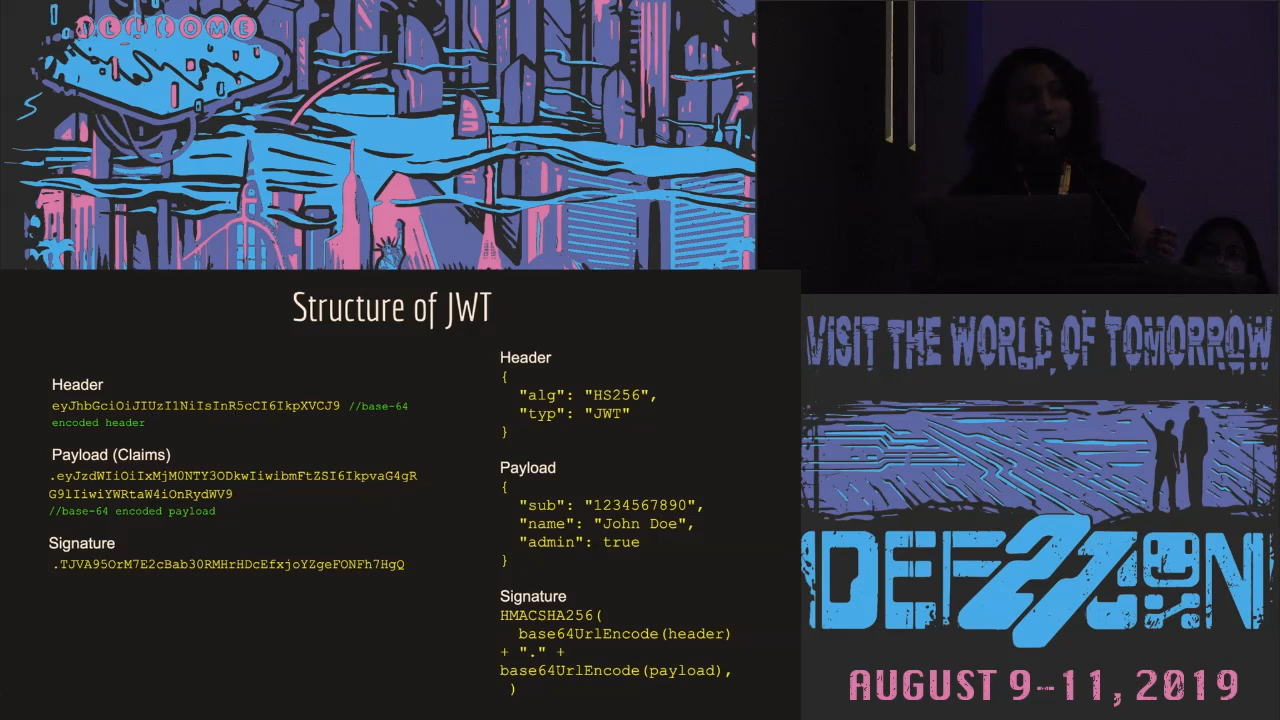 WELCOME
Structure of JWT
Header
eyJhbGciOiJIUzI1NiIsInR5cCI6IkpXVCJ9 //base-64
encoded header
Payload (Claims)
.eyJzdWIiOiIxMjM0NTY3ODkwIiwibmFtZSI6IkpvaG4gR
G9lIiwiYWRtaW4iOnRydWV9
//base-64 encoded payload
Signature
.TJVA95OrM7E2cBab30RMHrHDcEfxjoYZgeFONFh7HgQ
Header
{
"alg": "HS256",
"typ": "JWT"
}
Payload
{
"sub": "1234567890",
"name": "John Doe",
"admin": true
}
Signature
HMACSHA256(
base64UrlEncode(header)
+ "." +
base64UrlEncode(payload),
)
VISIT THE WORLD OF TOMORROW
DEF27CON
AUGUST 9–11, 2019